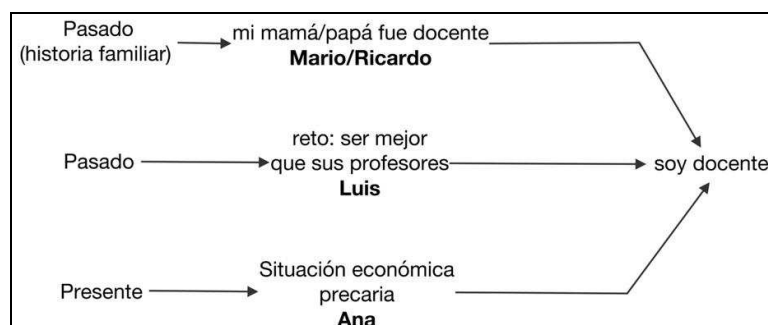 Pasado
(historia familiar)
mi mamá/papá fue docente
Mario/Ricardo
Pasado
reto: ser mejor
que sus profesores
Luis
soy docente
Presente
Situación económica
precaria
Ana